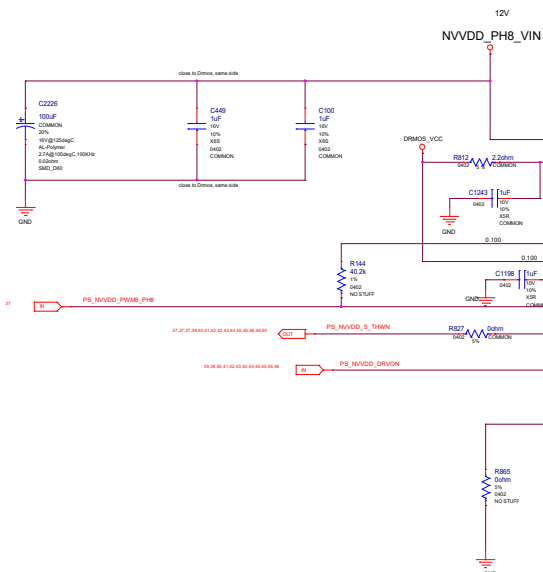 12V
NVVDD_PH8_VIN
close to Drmos, same side
C2226
100uF
COMMON
20%
16V@125degC
AL-Polymer
2.7A@105degC,100KHz
0.02ohm
SMD_D60
C449
1uF
16V
10%
X6S
0402
COMMON
C100
1uF
16V
10%
X6S
0402
COMMON
close to Drmos, same side
GND
DRMOS_VCC
R812
2.2ohm
0402
5%
COMMON
C1243
1uF
0402
10V
10%
X5R
COMMON
GND
0.100
0.100
R144
40.2k
1%
0402
NO STUFF
C1198
1uF
0402
10V
10%
X5R
GND
37
IN
PS_NVVDD_PWM8_PH8
OUT
PS_NVVDD_S_THWN
R827
0ohm
0402
5%
COMMON
IN
PS_NVVDD_DRVON
R865
0ohm
5%
0402
NO STUFF